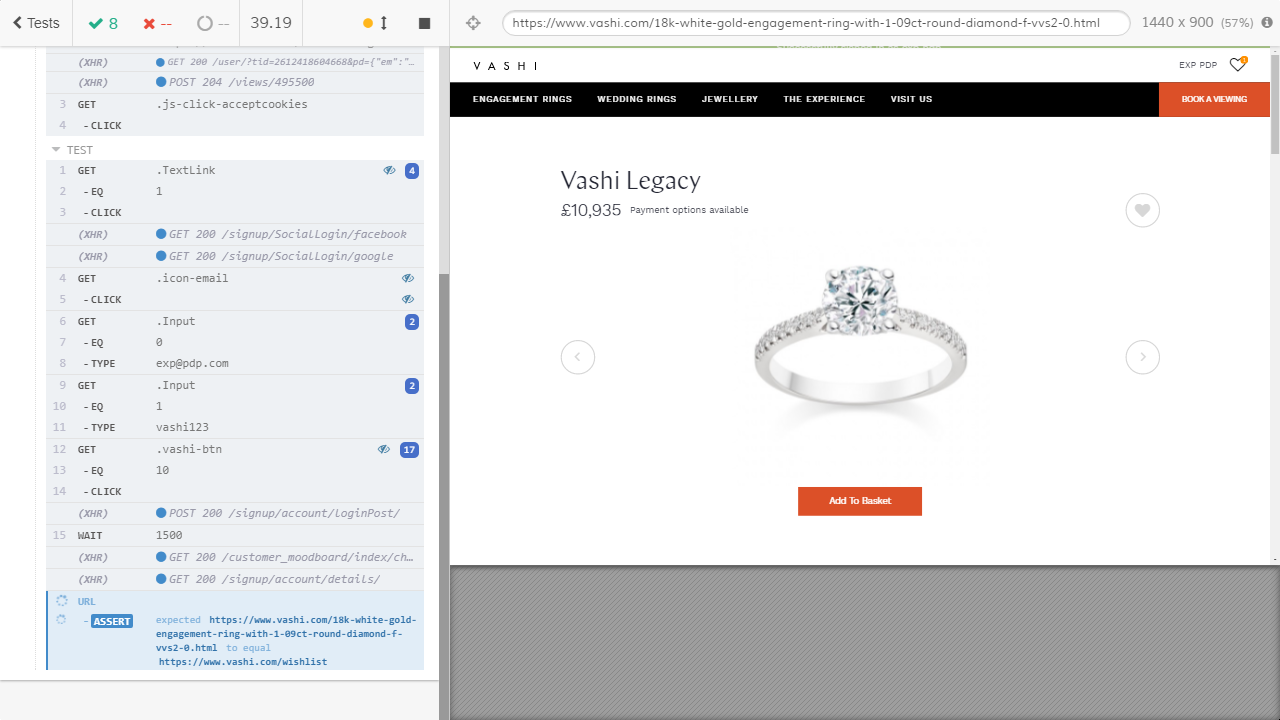 Tests 8 -- -- 39.19
https://www.vashi.com/18k-white-gold-engagement-ring-with-1-09ct-round-diamond-f-vvs2-0.html 1440 x 900 (57%)
(XHR) GET 200 /user/?tid=2612418604668&pd={"em":"…
(XHR) POST 204 /views/495500
3 GET .js-click-acceptcookies
4 -CLICK
TEST
1 GET .TextLink 4
2 -EQ 1
3 -CLICK
(XHR) GET 200 /signup/SocialLogin/facebook
(XHR) GET 200 /signup/SocialLogin/google
4 GET .icon-email
5 -CLICK
6 GET .Input 2
7 -EQ 0
8 -TYPE exp@pdp.com
9 GET .Input 2
10 -EQ 1
11 -TYPE vashi123
12 GET .vashi-btn 17
13 -EQ 10
14 -CLICK
(XHR) POST 200 /signup/account/loginPost/
15 WAIT 1500
(XHR) GET 200 /customer_moodboard/index/ch…
(XHR) GET 200 /signup/account/details/
URL
-ASSERT expected https://www.vashi.com/18k-white-gold-
engagement-ring-with-1-09ct-round-diamond-f-
vvs2-0.html to equal
https://www.vashi.com/wishlist
VASHI
EXP PDP
ENGAGEMENT RINGS WEDDING RINGS JEWELLERY THE EXPERIENCE VISIT US BOOK A VIEWING
Vashi Legacy
£10,935 Payment options available
Add To Basket